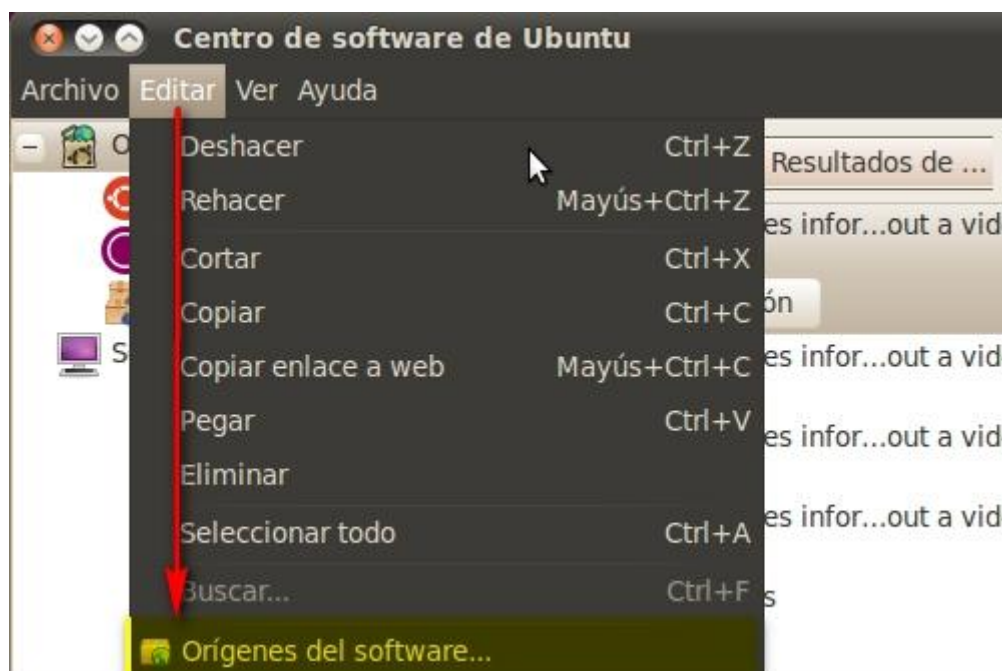 Centro de software de Ubuntu
Archivo Editar Ver Ayuda
Deshacer Ctrl+Z
Rehacer Mayús+Ctrl+Z
Cortar Ctrl+X
Copiar Ctrl+C
Copiar enlace a web Mayús+Ctrl+C
Pegar Ctrl+V
Eliminar
Seleccionar todo Ctrl+A
Buscar... Ctrl+F
Orígenes del software...
Resultados de ...
es infor...out a vid
ón
es infor...out a vid
es infor...out a vid
es infor...out a vid
s